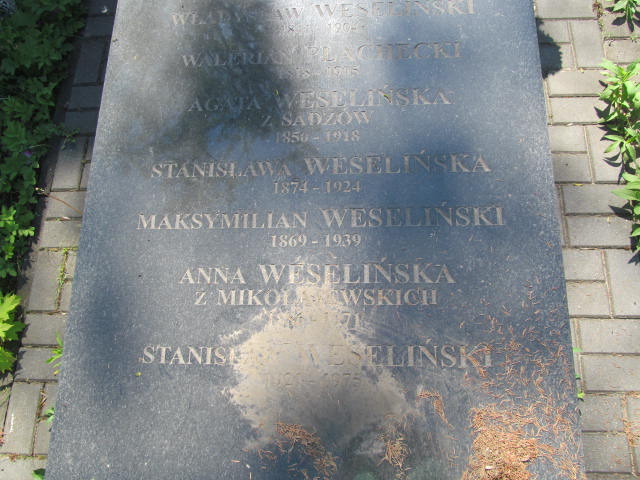 WŁADYSŁAW WESELIŃSKI
WALERIAN PLACHECKI
AGATA WESELIŃSKA
Z SADZÓW
1856 - 1918
STANISŁAWA WESELIŃSKA
1874 - 1924
MAKSYMILIAN WESELIŃSKI
1869 - 1939
ANNA WESELIŃSKA
Z
STANISŁAW WESELIŃSKI